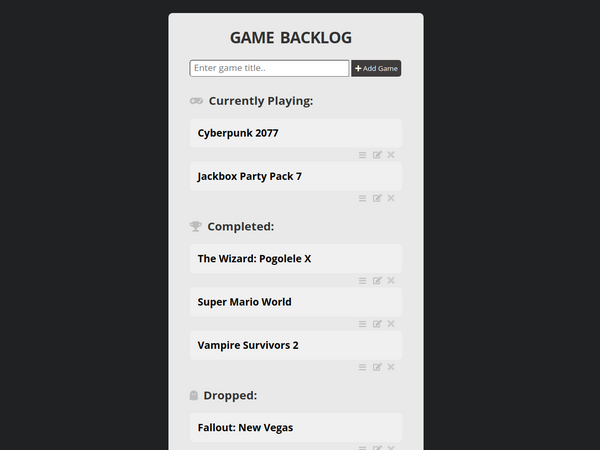 GAME BACKLOG
Enter game title..
Add Game
Currently Playing:
Cyberpunk 2077
Jackbox Party Pack 7
Completed:
The Wizard: Pogolele X
Super Mario World
Vampire Survivors 2
Dropped:
Fallout: New Vegas